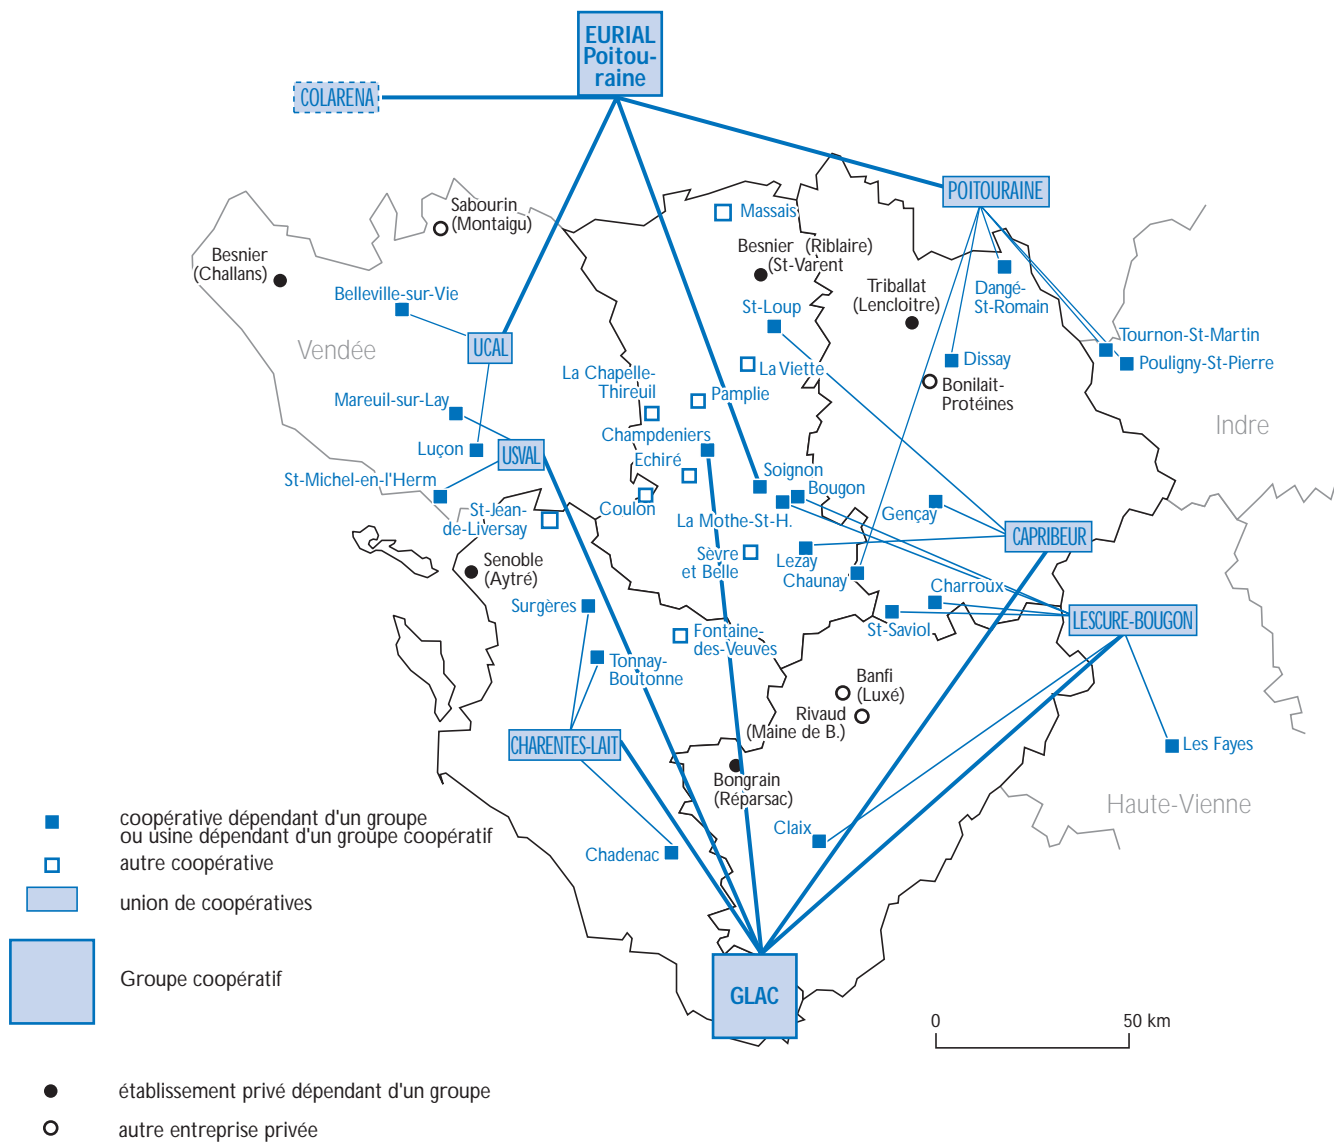 EURIAL
Poitou-
raine
COLARENA
POITOURAINE
Sabourin
(Montaigu)
Massais
Besnier
(Challans)
Besnier (Riblaire)
(St-Varent
Triballat
(Lencloitre)
Dangé-
St-Romain
Belleville-sur-Vie
St-Loup
Tournon-St-Martin
Pouligny-St-Pierre
Vendée
UCAL
La Chapelle-
Thireuil
La Viette
Dissay
Bonilait-
Protéines
Mareuil-sur-Lay
Pamplie
Indre
Luçon
USVAL
Champdeniers
Echiré
Soignon
Bougon
St-Michel-en-l'Herm
St-Jean-
de-Liversay
Coulon
La Mothe-St-H.
Gençay
CAPRIBEUR
Senoble
(Aytré)
Sèvre
et Belle
Lezay
Chaunay
Charroux
Surgères
St-Saviol
LESCURE-BOUGON
Fontaine-
des-Veuves
Tonnay-
Boutonne
Banfi
(Luxé)
Rivaud
(Maine de B.)
CHARENTES-LAIT
Les Fayes
Bongrain
(Réparsac)
Haute-Vienne
Claix
Chadenac
coopérative dépendant d'un groupe
ou usine dépendant d'un groupe coopératif
autre coopérative
union de coopératives
Groupe coopératif
GLAC
0 50 km
établissement privé dépendant d'un groupe
autre entreprise privée